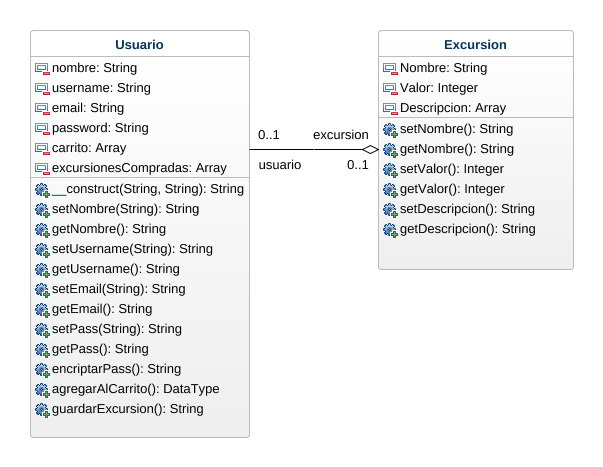 Usuario
nombre: String
username: String
email: String
password: String
carrito: Array
excursionesCompradas: Array
__construct(String, String): String
setNombre(String): String
getNombre(): String
setUsername(String): String
getUsername(): String
setEmail(String): String
getEmail(): String
setPass(String): String
getPass(): String
encriptarPass(): String
agregarAlCarrito(): DataType
guardarExcursion(): String
0..1
excursion
usuario
0..1
Excursion
Nombre: String
Valor: Integer
Descripcion: Array
setNombre(): String
getNombre(): String
setValor(): Integer
getValor(): Integer
setDescripcion(): String
getDescripcion(): String